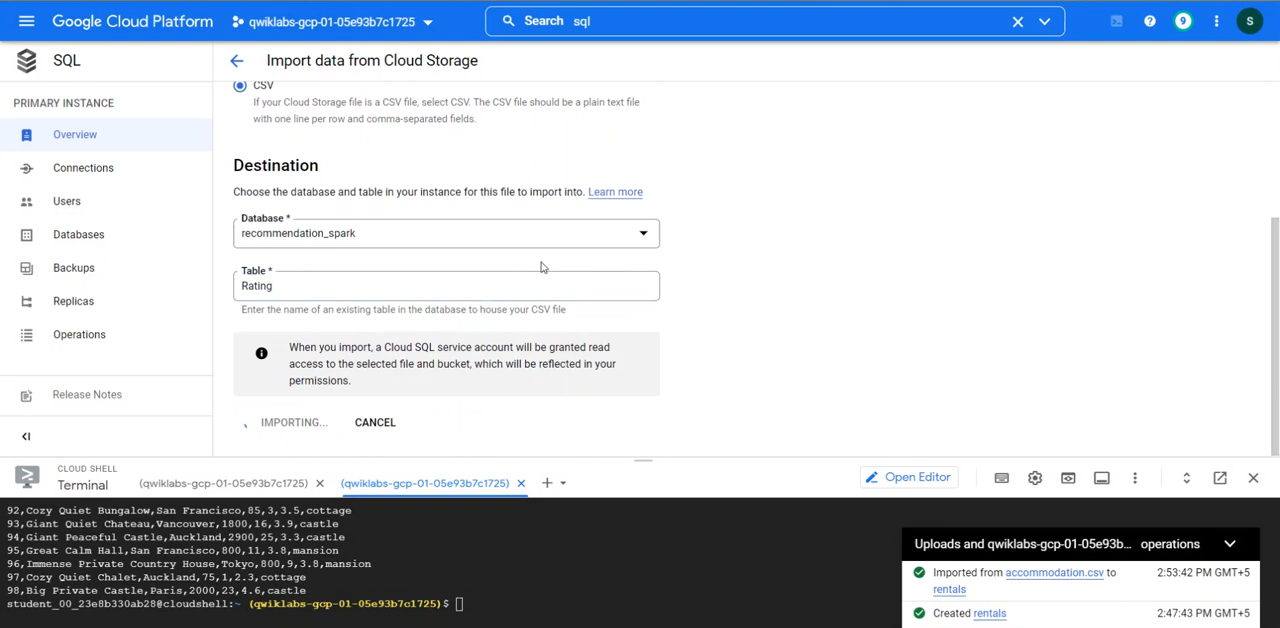 Google Cloud Platform
qwiklabs-gcp-01-05e93b7c1725
Search sql
9
S
SQL
Import data from Cloud Storage
PRIMARY INSTANCE
Overview
Connections
Users
Databases
Backups
Replicas
Operations
Release Notes
CSV
If your Cloud Storage file is a CSV file, select CSV. The CSV file should be a plain text file
with one line per row and comma-separated fields.
Destination
Choose the database and table in your instance for this file to import into. Learn more
Database *
recommendation_spark
Table *
Rating
Enter the name of an existing table in the database to house your CSV file
When you import, a Cloud SQL service account will be granted read
access to the selected file and bucket, which will be reflected in your
permissions.
IMPORTING... CANCEL
CLOUD SHELL
Terminal
(qwiklabs-gcp-01-05e93b7c1725)
(qwiklabs-gcp-01-05e93b7c1725)
Open Editor
92,Cozy Quiet Bungalow,San Francisco,85,3,3.5,cottage
93,Giant Quiet Chateau,Vancouver,1800,16,3.9,castle
94,Giant Peaceful Castle,Auckland,2900,25,3.3,castle
95,Great Calm Hall,San Francisco,800,11,3.8,mansion
96,Immense Private Country House,Tokyo,800,9,3.8,mansion
97,Cozy Quiet Chalet,Auckland,75,1,2.3,cottage
98,Big Private Castle,Paris,2000,23,4.6,castle
student_00_23e8b330ab28@cloudshell:~ (qwiklabs-gcp-01-05e93b7c1725)$
Uploads and qwiklabs-gcp-01-05e93b... operations
Imported from accommodation.csv to
rentals
2:53:42 PM GMT+5
Created rentals
2:47:43 PM GMT+5